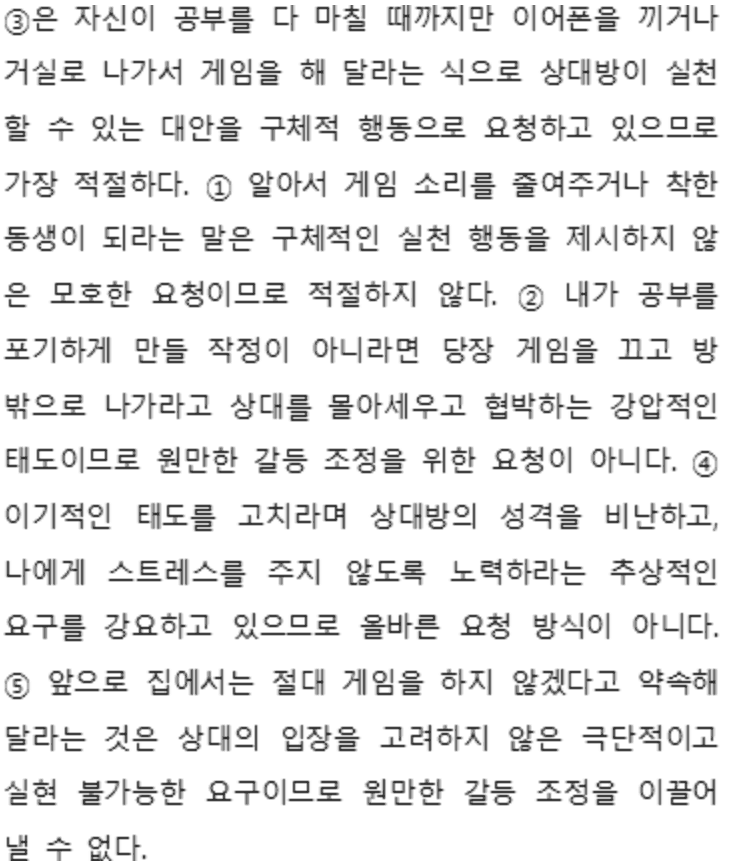 ③은 자신이 공부를 다 마칠 때까지만 이어폰을 끼거나
거실로 나가서 게임을 해 달라는 식으로 상대방이 실천
할 수 있는 대안을 구체적 행동으로 요청하고 있으므로
가장 적절하다. ① 알아서 게임 소리를 줄여주거나 착한
동생이 되라는 말은 구체적인 실천 행동을 제시하지 않
은 모호한 요청이므로 적절하지 않다. ② 내가 공부를
포기하게 만들 작정이 아니라면 당장 게임을 끄고 방
밖으로 나가라고 상대를 몰아세우고 협박하는 강압적인
태도이므로 원만한 갈등 조정을 위한 요청이 아니다. ④
이기적인 태도를 고치라며 상대방의 성격을 비난하고,
나에게 스트레스를 주지 않도록 노력하라는 추상적인
요구를 강요하고 있으므로 올바른 요청 방식이 아니다.
⑤ 앞으로 집에서는 절대 게임을 하지 않겠다고 약속해
달라는 것은 상대의 입장을 고려하지 않은 극단적이고
실현 불가능한 요구이므로 원만한 갈등 조정을 이끌어
낼 수 없다.